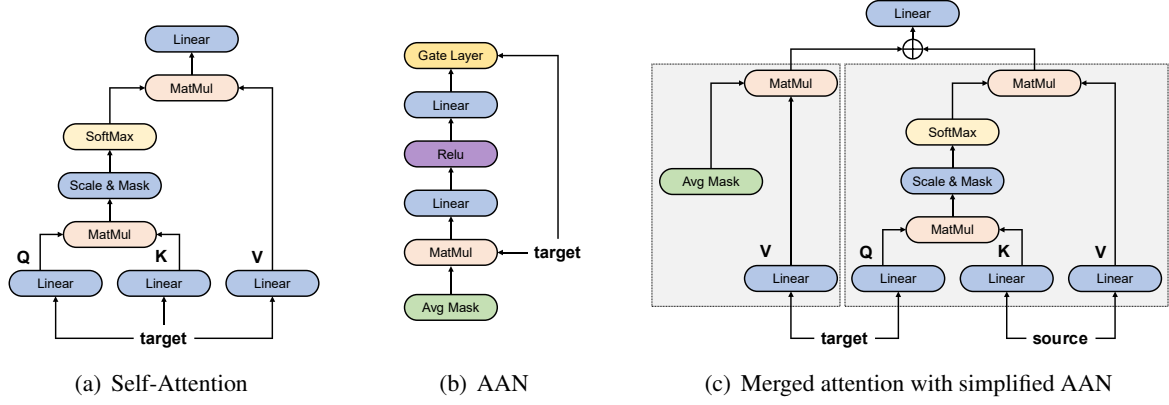 Linear
MatMul
SoftMax
Scale & Mask
MatMul
Q
K
V
Linear
Linear
Linear
target
(a) Self-Attention
Gate Layer
Linear
Relu
Linear
MatMul
target
Avg Mask
(b) AAN
Linear
MatMul
MatMul
SoftMax
Avg Mask
Scale & Mask
MatMul
V
Q
K
V
Linear
Linear
Linear
Linear
target
source
(c) Merged attention with simplified AAN